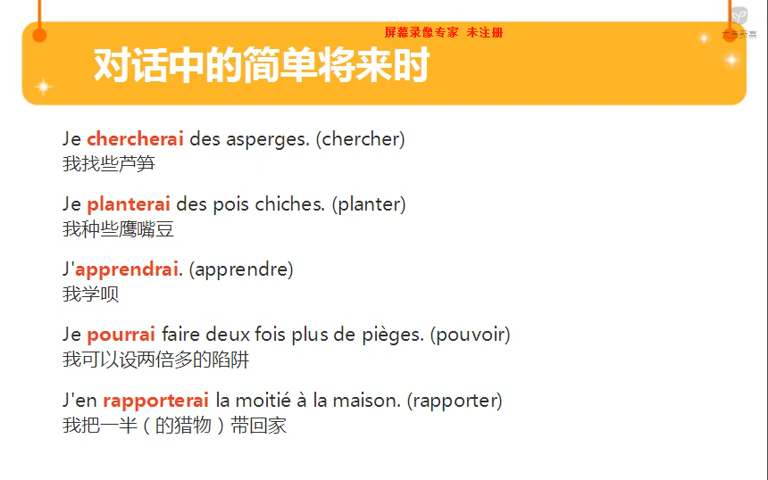 屏幕录像专家 未注册
对话中的简单将来时
Je chercherai des asperges. (chercher)
我找些芦笋
Je planterai des pois chiches. (planter)
我种些鹰嘴豆
J'apprendrai. (apprendre)
我学呗
Je pourrai faire deux fois plus de pièges. (pouvoir)
我可以设两倍多的陷阱
J'en rapporterai la moitié à la maison. (rapporter)
我把一半（的猎物）带回家